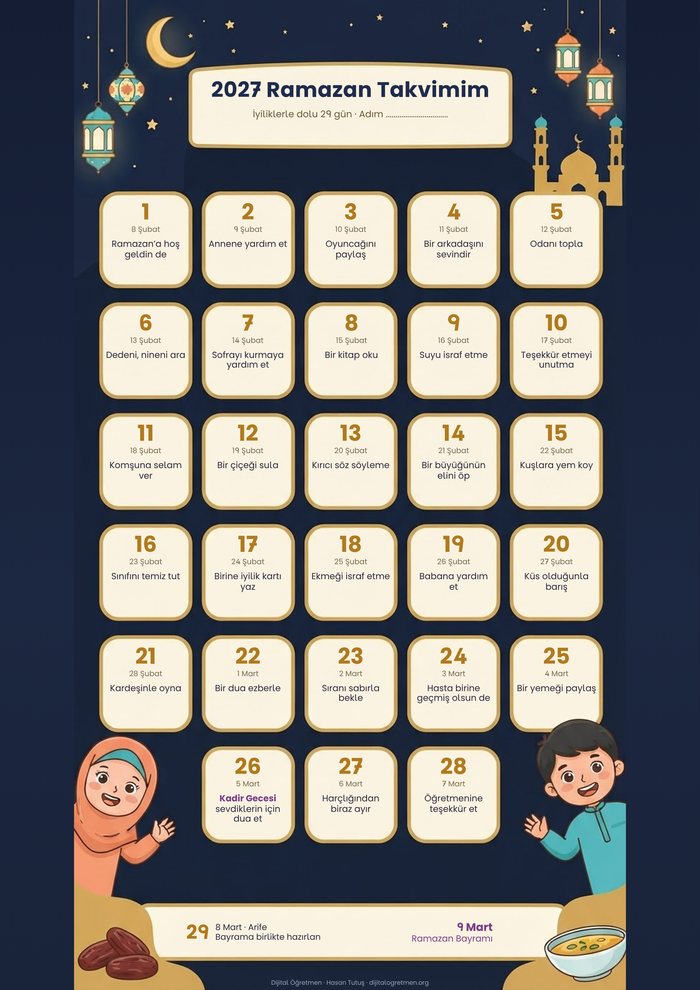 2027 Ramazan Takvimim
İyiliklerle dolu 29 gün · Adım ................................
1
8 Şubat
Ramazan'a hoş
geldin de
2
9 Şubat
Annene yardım et
3
10 Şubat
Oyuncağını
paylaş
4
11 Şubat
Bir arkadaşını
sevindir
5
12 Şubat
Odanı topla
6
13 Şubat
Dedeni, nineni ara
7
14 Şubat
Sofrayı kurmaya
yardım et
8
15 Şubat
Bir kitap oku
9
16 Şubat
Suyu israf etme
10
17 Şubat
Teşekkür etmeyi
unutma
11
18 Şubat
Komşuna selam
ver
12
19 Şubat
Bir çiçeği sula
13
20 Şubat
Kırıcı söz söyleme
14
21 Şubat
Bir büyüğünün
elini öp
15
22 Şubat
Kuşlara yem koy
16
23 Şubat
Sınıfını temiz tut
17
24 Şubat
Birine iyilik kartı
yaz
18
25 Şubat
Ekmeği israf etme
19
26 Şubat
Babana yardım
et
20
27 Şubat
Küs olduğunla
barış
21
28 Şubat
Kardeşinle oyna
22
1 Mart
Bir dua ezberle
23
2 Mart
Sıranı sabırla
bekle
24
3 Mart
Hasta birine
geçmiş olsun de
25
4 Mart
Bir yemeği paylaş
26
5 Mart
Kadir Gecesi
sevdiklerin için
dua et
27
6 Mart
Harçlığından
biraz ayır
28
7 Mart
Öğretmenine
teşekkür et
29
8 Mart · Arife
Bayrama birlikte hazırlan
9 Mart
Ramazan Bayramı
Dijital Öğretmen · Hasan Tutuş · dijitalogretmen.org